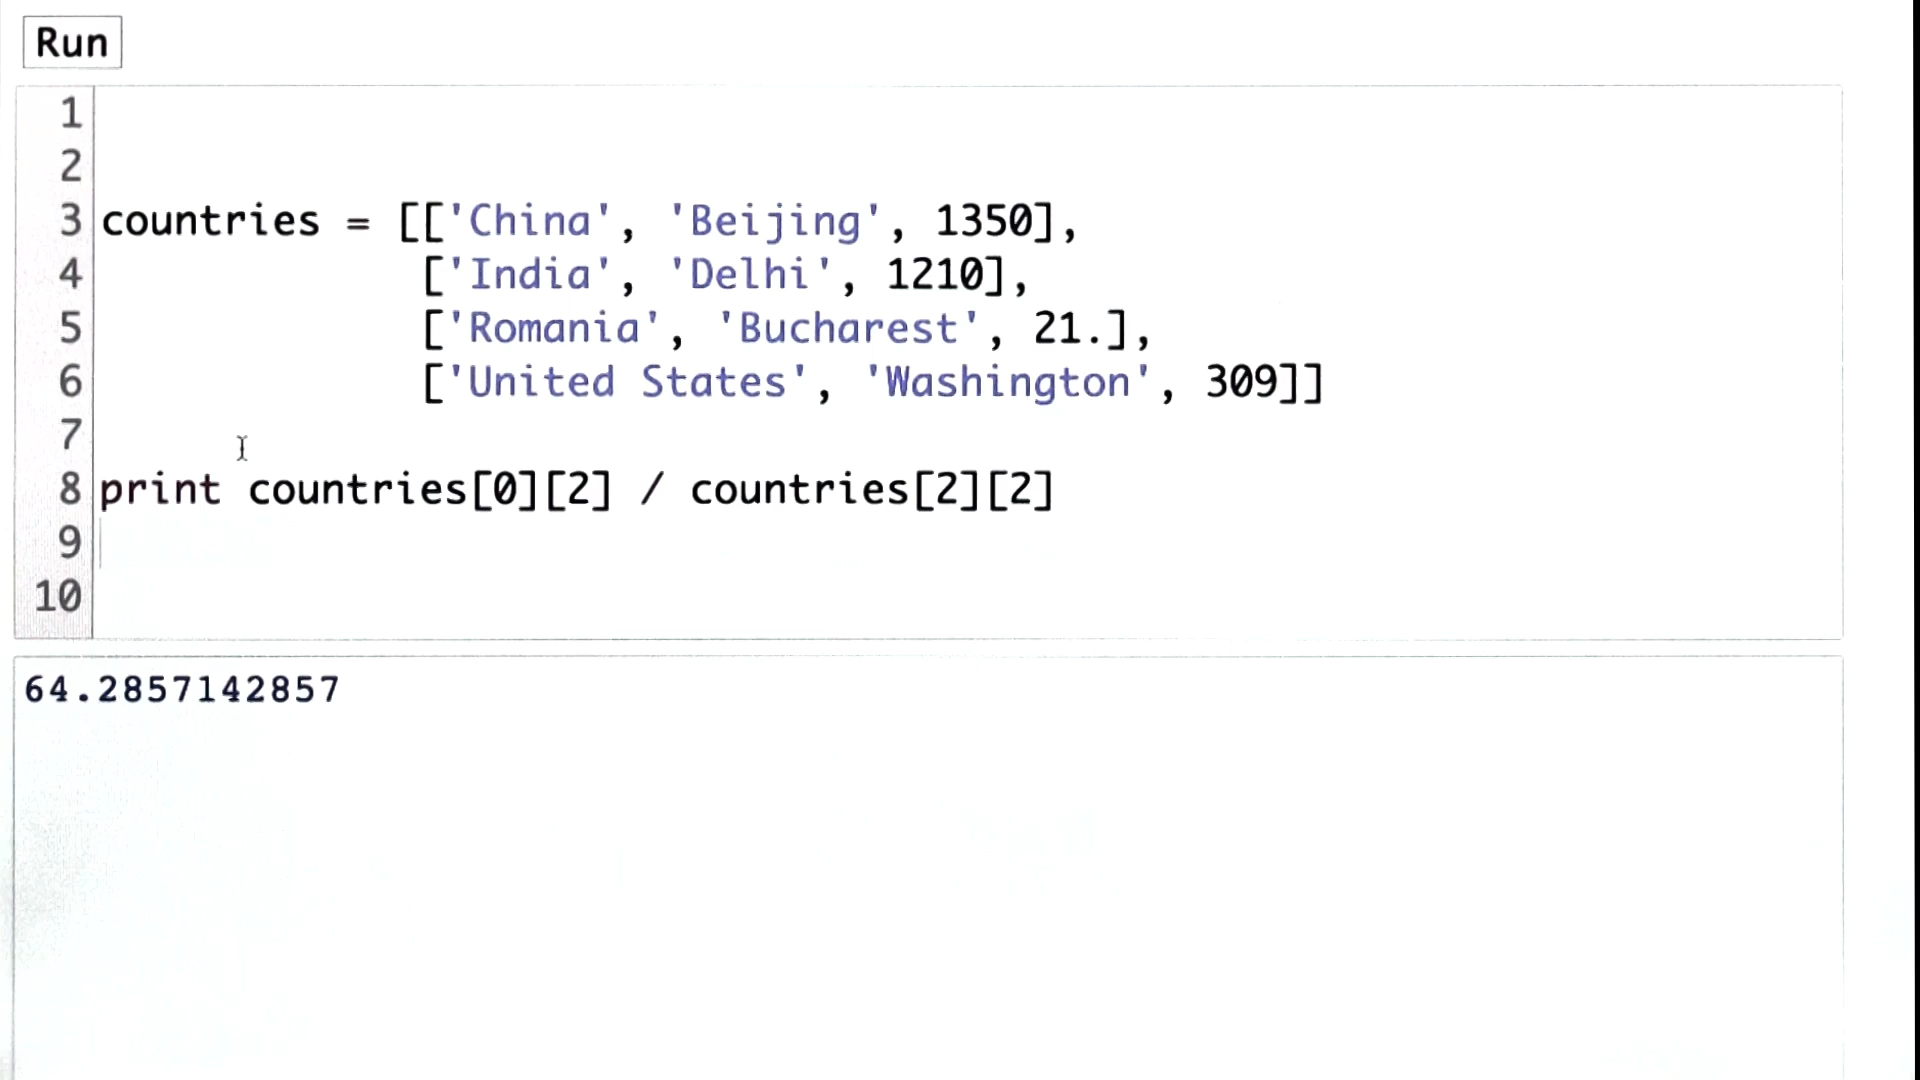 Run
1
2
3 countries = [['China', 'Beijing', 1350],
4 ['India', 'Delhi', 1210],
5 ['Romania', 'Bucharest', 21.],
6 ['United States', 'Washington', 309]]
7
8 print countries[0][2] / countries[2][2]
9
10
64.2857142857